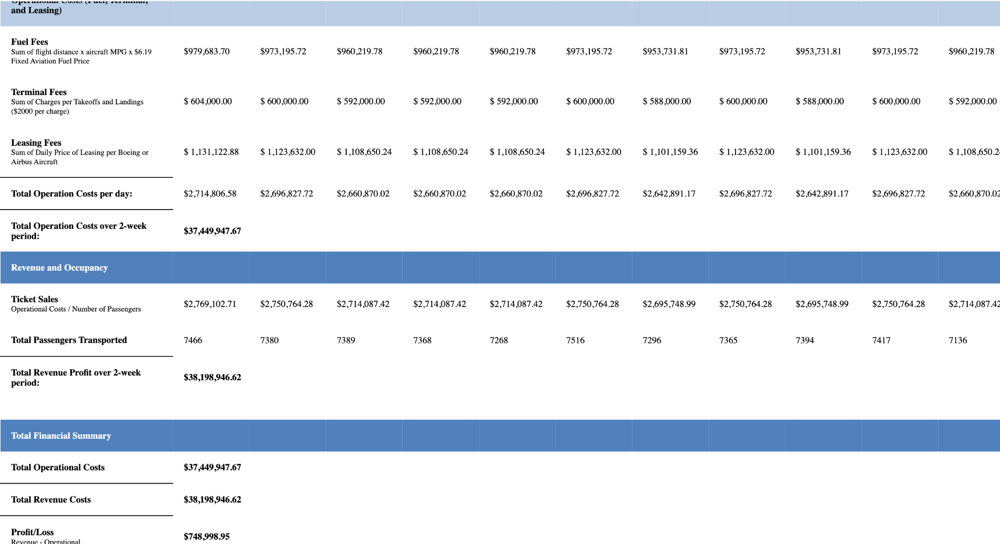 Operational Costs (Fuel, Terminal,
and Leasing)
Fuel Fees
Sum of flight distance x aircraft MPG x $6.19
Fixed Aviation Fuel Price
$979,683.70 $973,195.72 $960,219.78 $960,219.78 $960,219.78 $973,195.72 $953,731.81 $973,195.72 $953,731.81 $973,195.72 $960,219.78
Terminal Fees
Sum of Charges per Takeoffs and Landings
($2000 per charge)
$ 604,000.00 $ 600,000.00 $ 592,000.00 $ 592,000.00 $ 592,000.00 $ 600,000.00 $ 588,000.00 $ 600,000.00 $ 588,000.00 $ 600,000.00 $ 592,000.00
Leasing Fees
Sum of Daily Price of Leasing per Boeing or
Airbus Aircraft
$ 1,131,122.88 $ 1,123,632.00 $ 1,108,650.24 $ 1,108,650.24 $ 1,108,650.24 $ 1,123,632.00 $ 1,101,159.36 $ 1,123,632.00 $ 1,101,159.36 $ 1,123,632.00 $ 1,108,650.2
Total Operation Costs per day: $2,714,806.58 $2,696,827.72 $2,660,870.02 $2,660,870.02 $2,660,870.02 $2,696,827.72 $2,642,891.17 $2,696,827.72 $2,642,891.17 $2,696,827.72 $2,660,870.02
Total Operation Costs over 2-week
period:
$37,449,947.67
Revenue and Occupancy
Ticket Sales
Operational Costs / Number of Passengers
$2,769,102.71 $2,750,764.28 $2,714,087.42 $2,714,087.42 $2,714,087.42 $2,750,764.28 $2,695,748.99 $2,750,764.28 $2,695,748.99 $2,750,764.28 $2,714,087.42
Total Passengers Transported 7466 7380 7389 7368 7268 7516 7296 7365 7394 7417 7136
Total Revenue Profit over 2-week
period:
$38,198,946.62
Total Financial Summary
Total Operational Costs $37,449,947.67
Total Revenue Costs $38,198,946.62
Profit/Loss
Revenue - Operational
$748,998.95